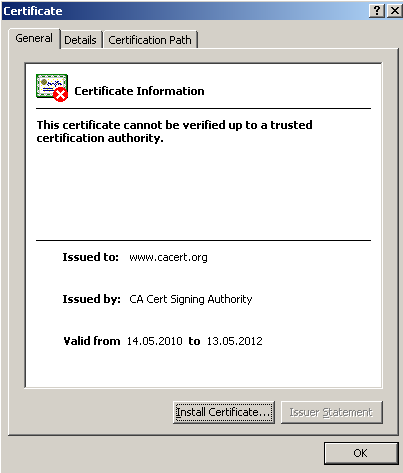 Certificate
General
Details
Certification Path
Certificate Information
This certificate cannot be verified up to a trusted
certification authority.
Issued to: www.cacert.org
Issued by: CA Cert Signing Authority
Valid from 14.05.2010 to 13.05.2012
Install Certificate...
Issuer Statement
OK